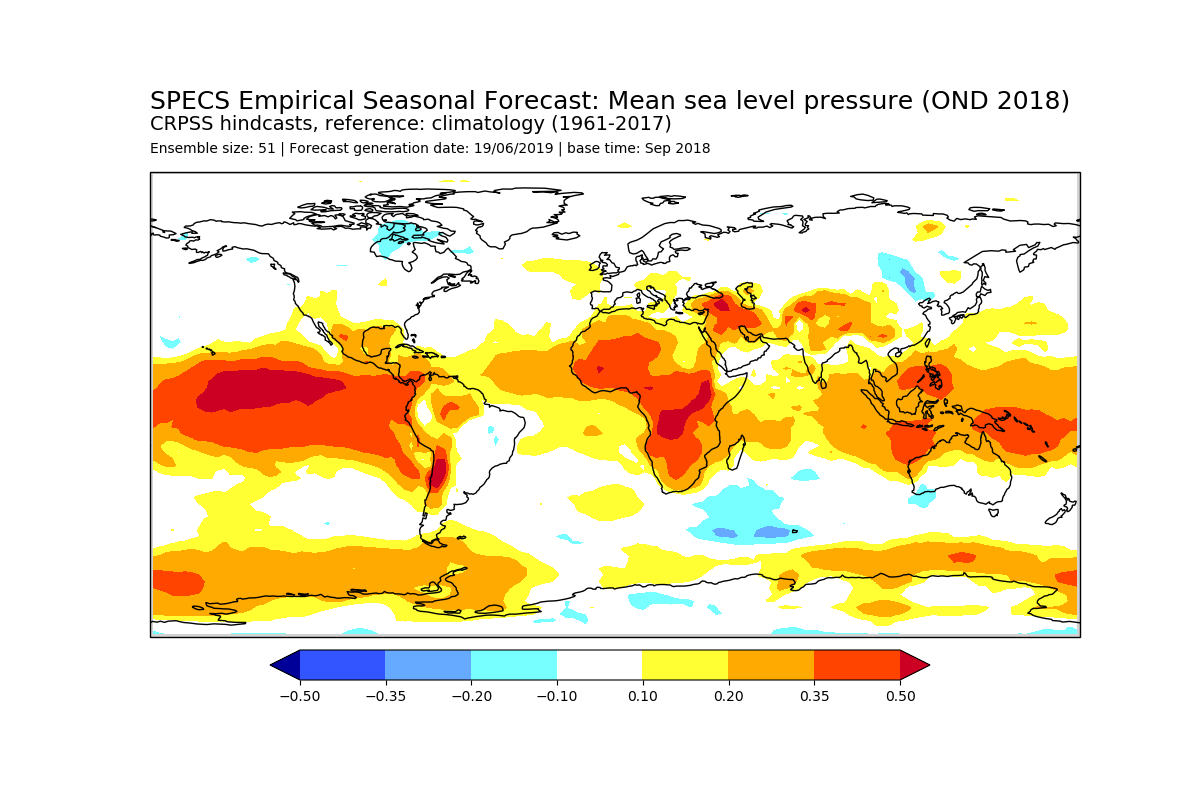 SPECS Empirical Seasonal Forecast: Mean sea level pressure (OND 2018)
CRPSS hindcasts, reference: climatology (1961-2017)
Ensemble size: 51 | Forecast generation date: 19/06/2019 | base time: Sep 2018
−0.50 −0.35 −0.20 −0.10 0.10 0.20 0.35 0.50